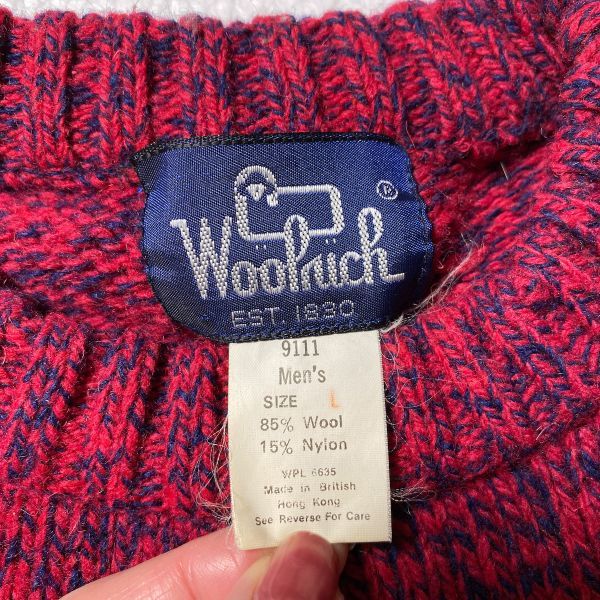 ®
Woolrich
EST. 1830
9111
Men's
SIZE L
85% Wool
15% Nylon
WPL 6635
Made in British
Hong Kong
See Reverse For Care